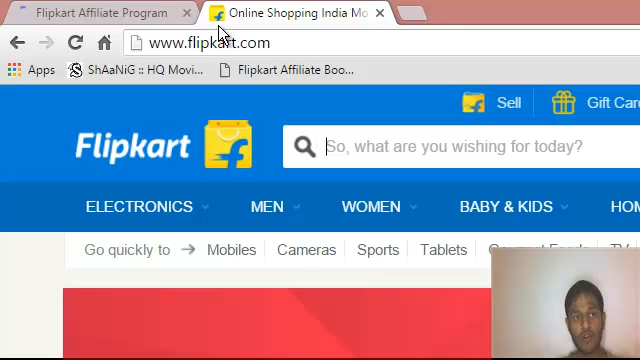 Flipkart Affiliate Program
Online Shopping India Mo
www.flipkart.com
Apps
ShAaNiG :: HQ Movi...
Flipkart Affiliate Boo...
Sell
Gift Car
Flipkart
So, what are you wishing for today?
ELECTRONICS
MEN
WOMEN
BABY & KIDS
HOM
Go quickly to
Mobiles
Cameras
Sports
Tablets
TV